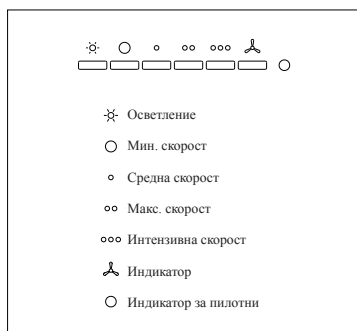 Осветление
Мин. скорост
Средна скорост
Макс. скорост
Интензивна скорост
Индикатор
Индикатор за пилотни